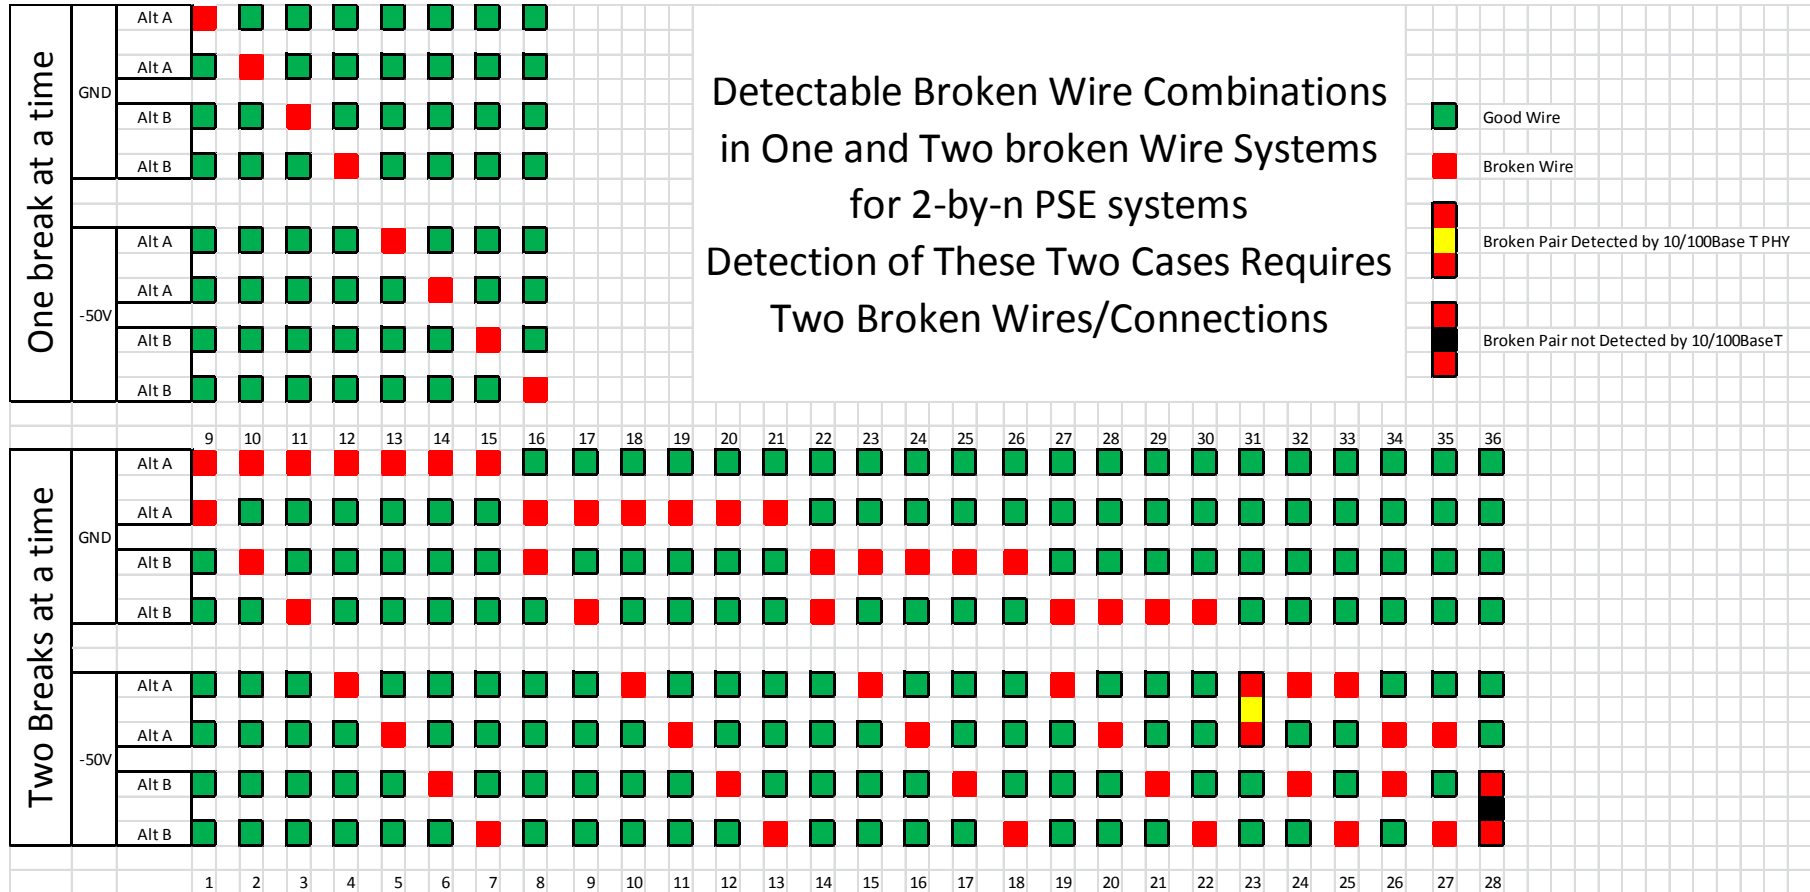 One break at a time
GND
Alt A
Alt A
Alt B
Alt B
-50V
Alt A
Alt A
Alt B
Alt B
Detectable Broken Wire Combinations
in One and Two broken Wire Systems
for 2-by-n PSE systems
Detection of These Two Cases Requires
Two Broken Wires/Connections
Good Wire
Broken Wire
Broken Pair Detected by 10/100Base T PHY
Broken Pair not Detected by 10/100BaseT
9 10 11 12 13 14 15 16 17 18 19 20 21 22 23 24 25 26 27 28 29 30 31 32 33 34 35 36
Two Breaks at a time
GND
Alt A
Alt A
Alt B
Alt B
-50V
Alt A
Alt A
Alt B
Alt B
1 2 3 4 5 6 7 8 9 10 11 12 13 14 15 16 17 18 19 20 21 22 23 24 25 26 27 28